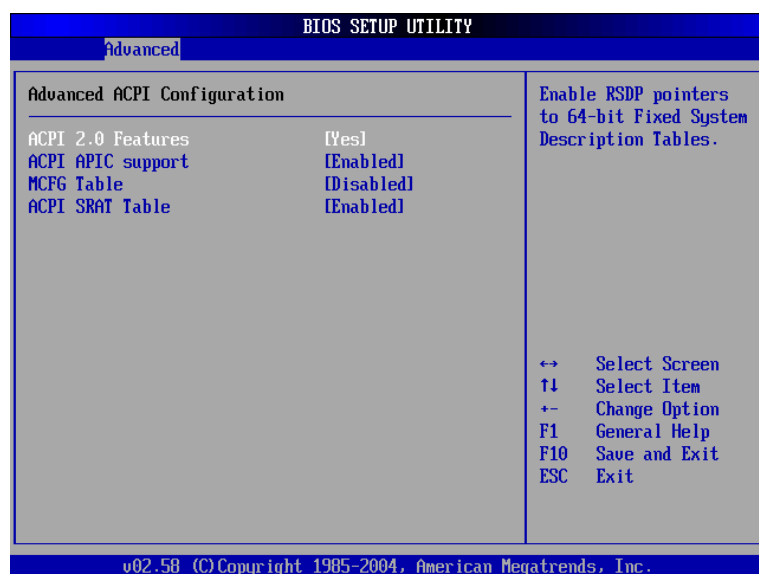 BIOS SETUP UTILITY
Advanced
Advanced ACPI Configuration
ACPI 2.0 Features [Yes]
ACPI APIC support [Enabled]
MCFG Table [Disabled]
ACPI SRAT Table [Enabled]
Enable RSDP pointers
to 64-bit Fixed System
Description Tables.
↔ Select Screen
↑↓ Select Item
+- Change Option
F1 General Help
F10 Save and Exit
ESC Exit
v02.58 (C)Copyright 1985-2004, American Megatrends, Inc.